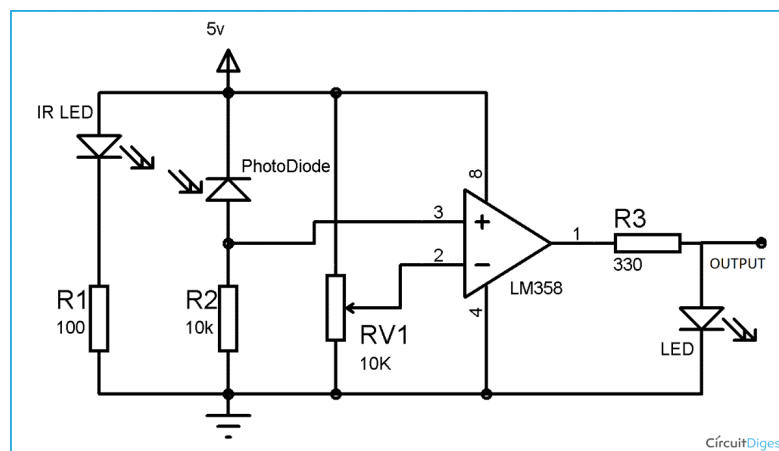 5v
IR LED
PhotoDiode
R1
100
R2
10k
RV1
10K
3
2
8
4
1
LM358
R3
330
OUTPUT
LED
CircuitDiges